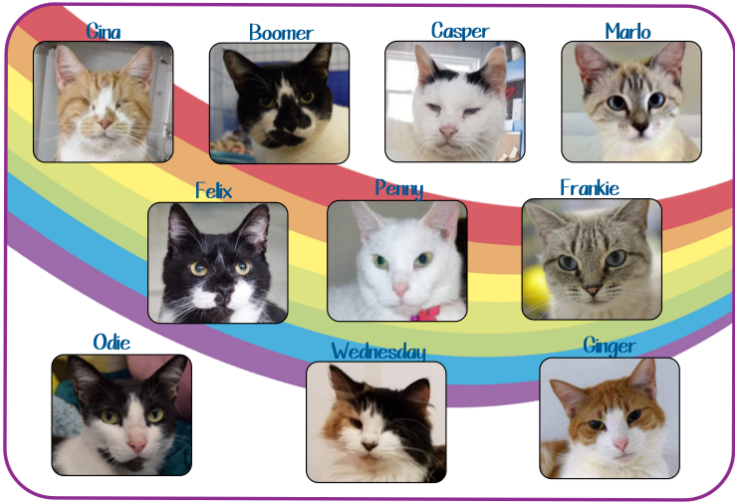 Gina
Boomer
Casper
Marlo
Felix
Penny
Frankie
Odie
Wednesday
Ginger